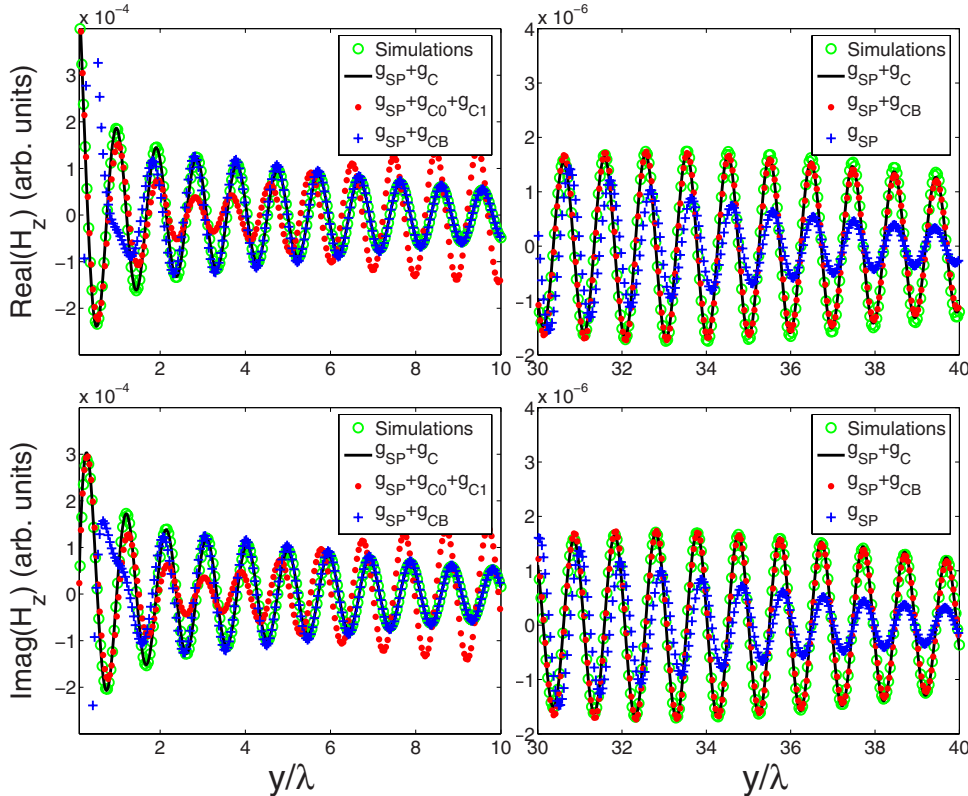 x 10⁻⁴
4
3
2
1
0
−1
−2
2 4 6 8 10
Real(H_z) (arb. units)
Simulations
g_SP+g_C
g_SP+g_C0+g_C1
g_SP+g_CB
x 10⁻⁶
4
3
2
1
0
−1
−2
30 32 34 36 38 40
Simulations
g_SP+g_C
g_SP+g_CB
g_SP
x 10⁻⁴
4
3
2
1
0
−1
−2
2 4 6 8 10
Imag(H_z) (arb. units)
y/λ
Simulations
g_SP+g_C
g_SP+g_C0+g_C1
g_SP+g_CB
x 10⁻⁶
4
3
2
1
0
−1
−2
30 32 34 36 38 40
y/λ
Simulations
g_SP+g_C
g_SP+g_CB
g_SP